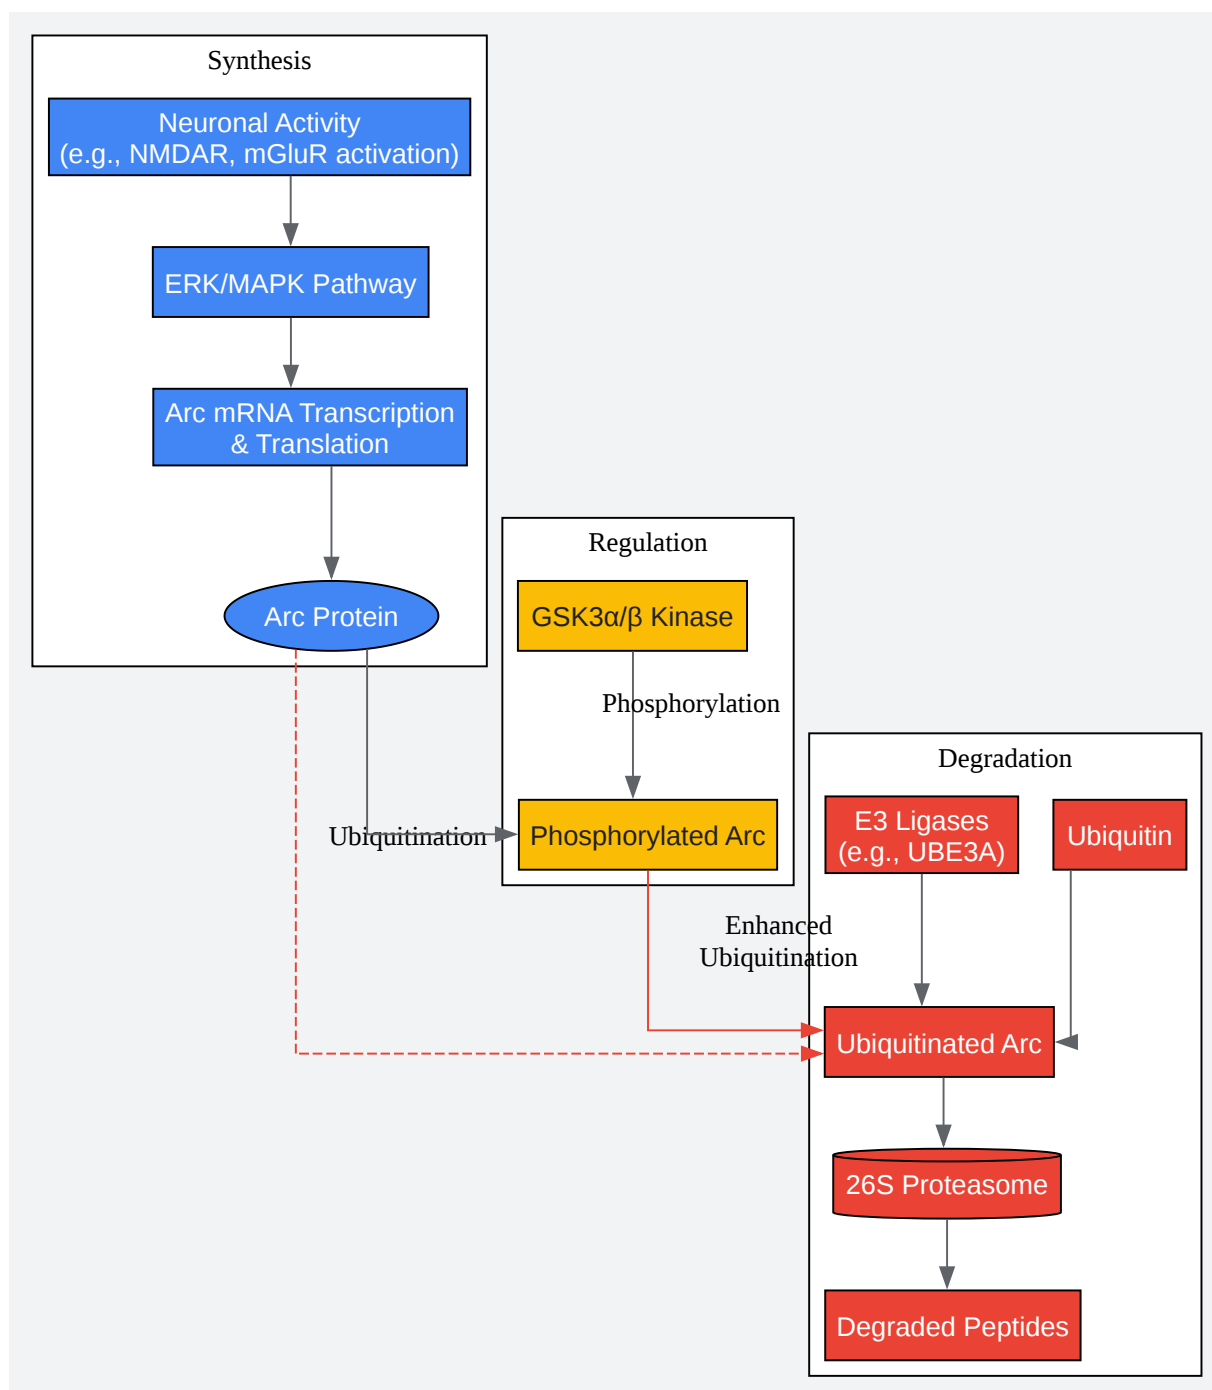 Synthesis
Neuronal Activity
(e.g., NMDAR, mGluR activation)
ERK/MAPK Pathway
Arc mRNA Transcription
& Translation
Arc Protein
Regulation
GSK3α/β Kinase
Phosphorylation
Ubiquitination
Phosphorylated Arc
Enhanced
Ubiquitination
Degradation
E3 Ligases
(e.g., UBE3A)
Ubiquitin
Ubiquitinated Arc
26S Proteasome
Degraded Peptides